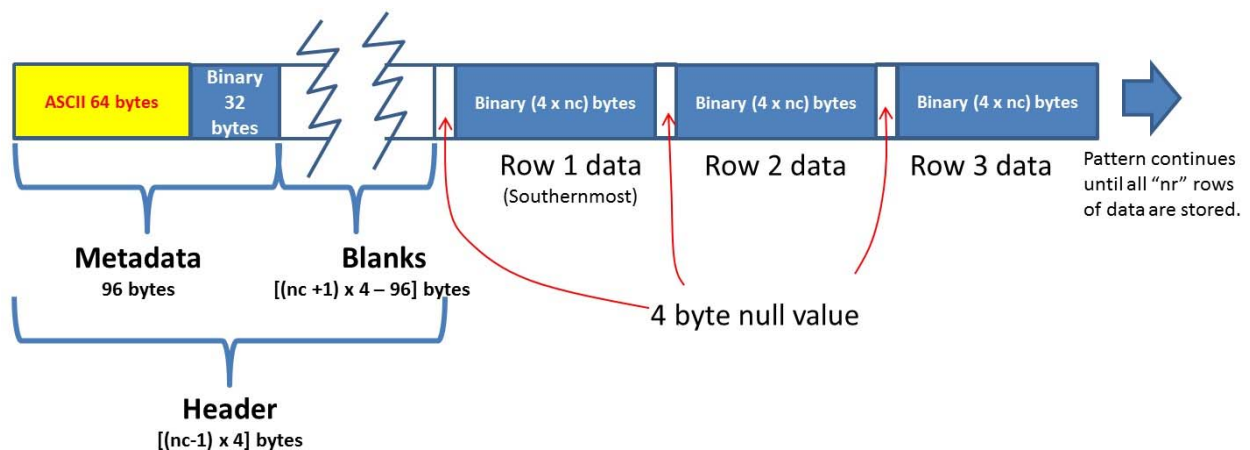 ASCII 64 bytes
Binary
32
bytes
Binary (4 x nc) bytes
Binary (4 x nc) bytes
Binary (4 x nc) bytes
Row 1 data
(Southernmost)
Row 2 data
Row 3 data
Pattern continues
until all “nr” rows
of data are stored.
Metadata
96 bytes
Blanks
[(nc +1) x 4 – 96] bytes
4 byte null value
Header
[(nc-1) x 4] bytes